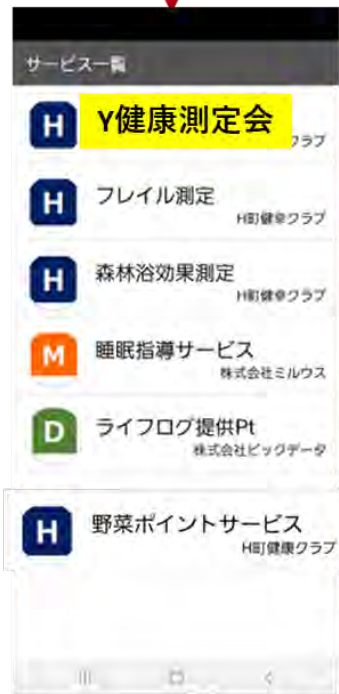 サービス一覧
H
Y健康測定会
クラブ
H
フレイル測定
H町健幸クラブ
H
森林浴効果測定
H町健幸クラブ
M
睡眠指導サービス
株式会社ミルウス
D
ライフログ提供Pt
株式会社ビックデータ
H
野菜ポイントサービス
H町健康クラブ